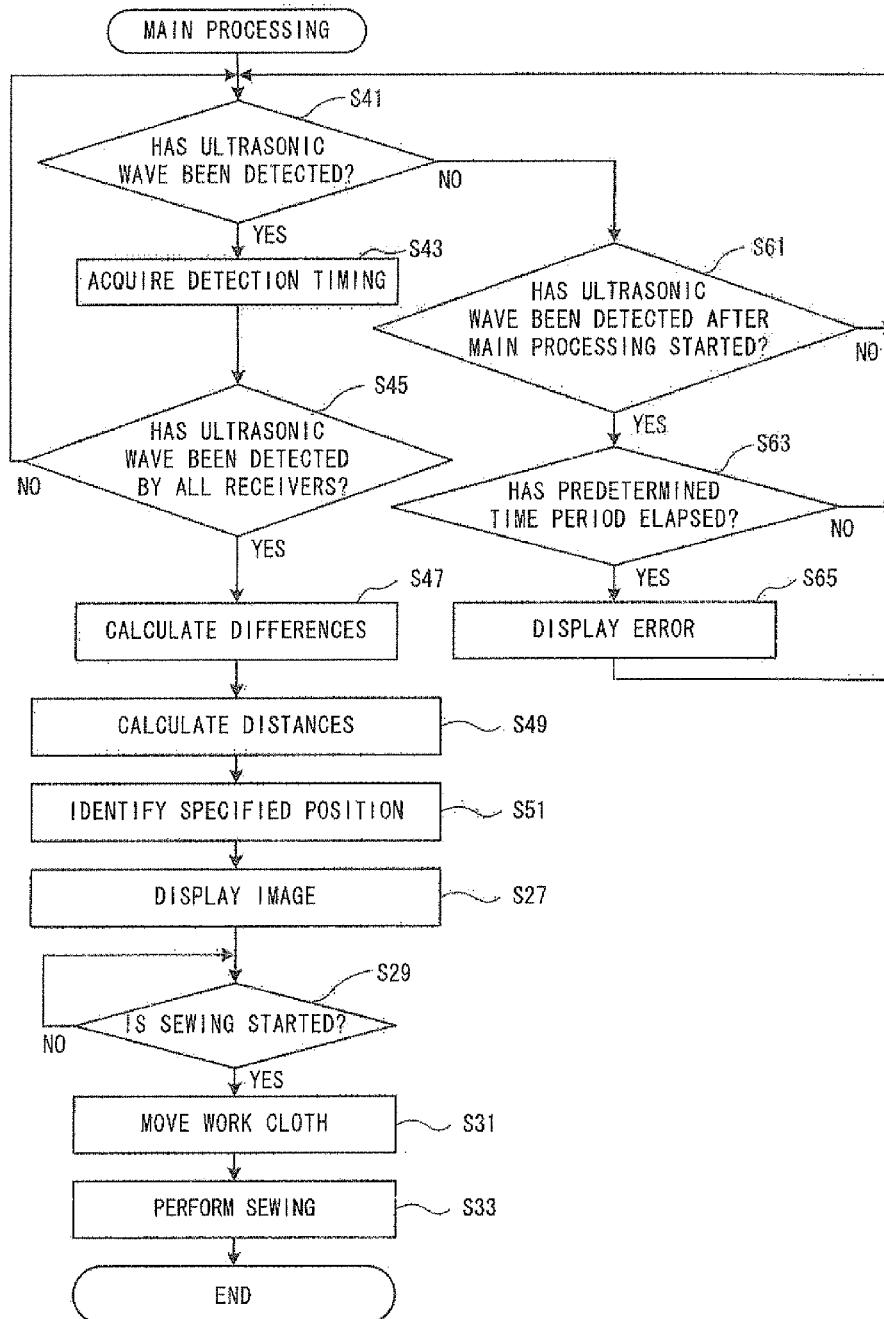 MAIN PROCESSING
S41
HAS ULTRASONIC
WAVE BEEN DETECTED?
NO
YES
S43
ACQUIRE DETECTION TIMING
S61
HAS ULTRASONIC
WAVE BEEN DETECTED AFTER
MAIN PROCESSING STARTED?
NO
YES
S45
HAS ULTRASONIC
WAVE BEEN DETECTED
BY ALL RECEIVERS?
NO
YES
S63
HAS PREDETERMINED
TIME PERIOD ELAPSED?
NO
YES
S65
DISPLAY ERROR
S47
CALCULATE DIFFERENCES
CALCULATE DISTANCES
S49
IDENTIFY SPECIFIED POSITION
S51
DISPLAY IMAGE
S27
S29
IS SEWING STARTED?
NO
YES
MOVE WORK CLOTH
S31
PERFORM SEWING
S33
END